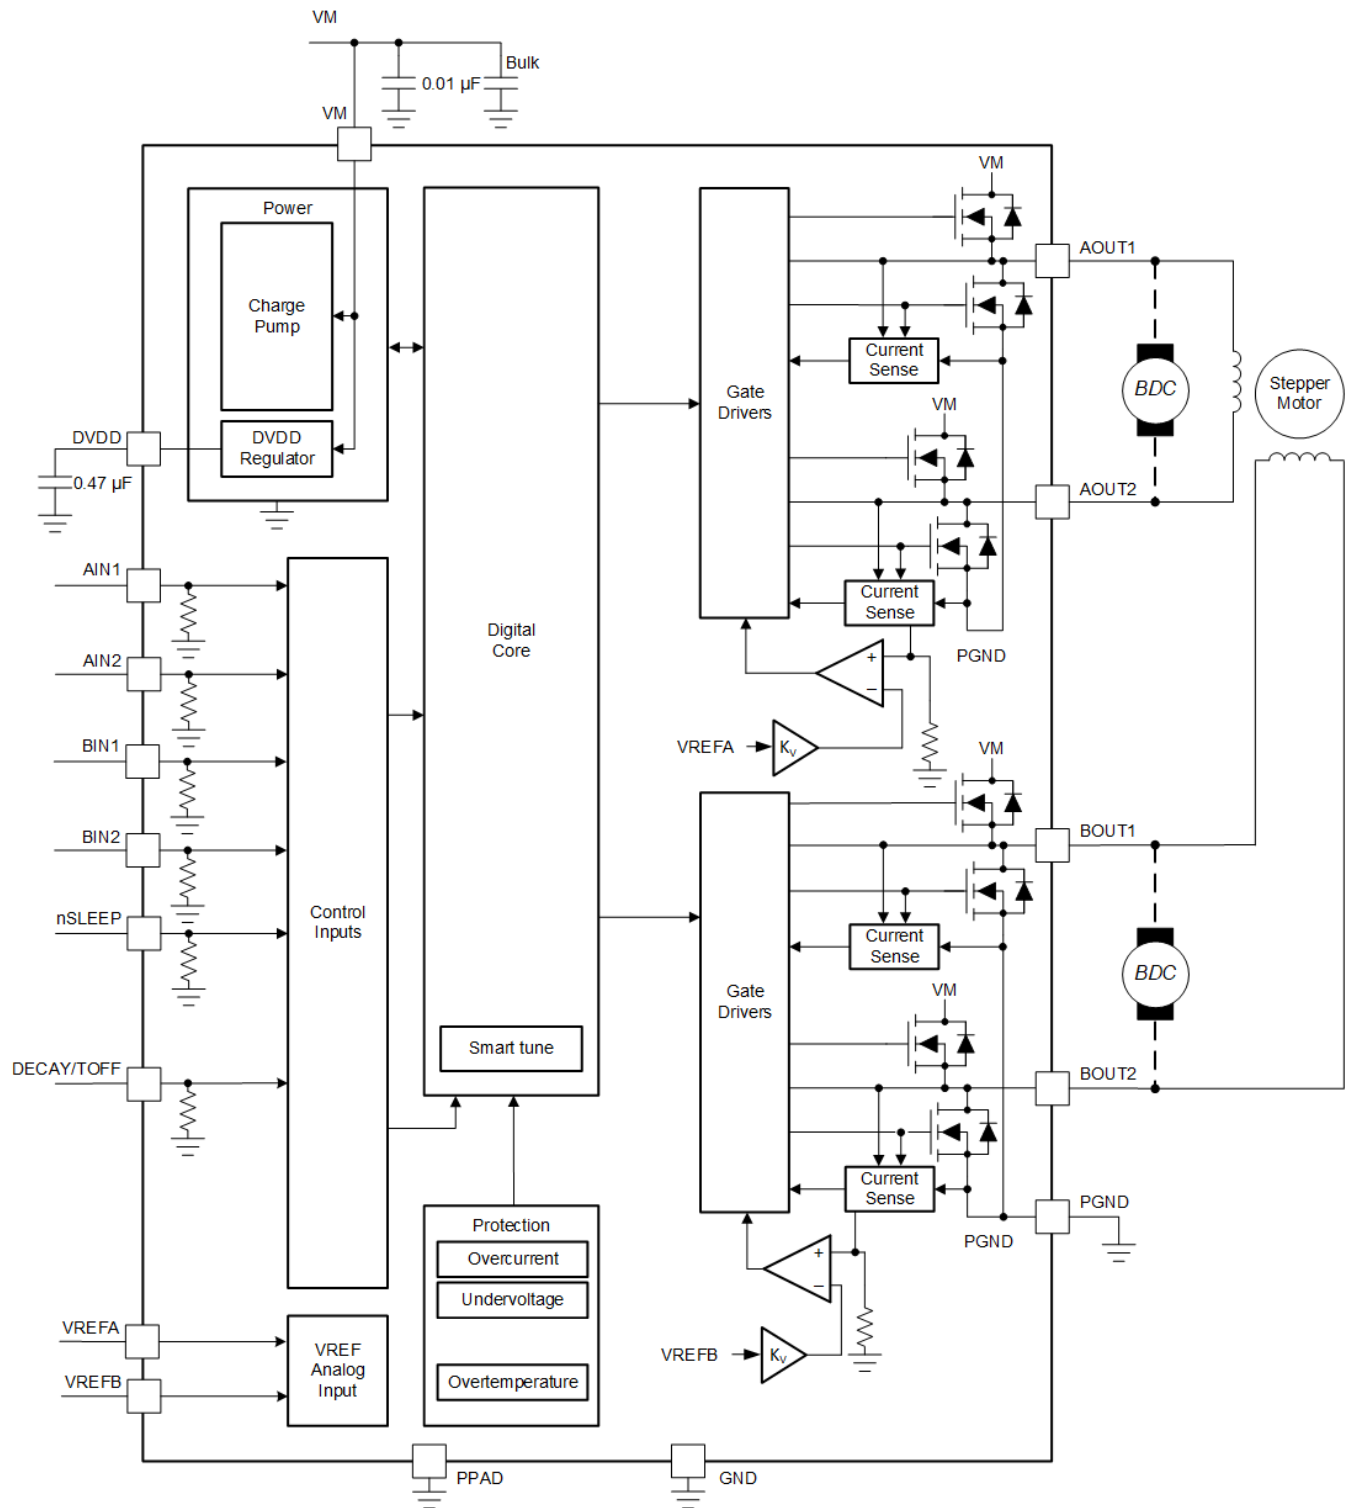 VM
Bulk
0.01 µF
VM
Power
Charge
Pump
DVDD
Regulator
DVDD
0.47 µF
AIN1
AIN2
BIN1
BIN2
nSLEEP
DECAY/TOFF
Control
Inputs
VREFA
VREFB
VREF
Analog
Input
Digital
Core
Smart tune
Protection
Overcurrent
Undervoltage
Overtemperature
PPAD
GND
Gate
Drivers
VM
AOUT1
Current
Sense
VM
AOUT2
Current
Sense
PGND
+
−
VREFA
Kv
BDC
Stepper
Motor
Gate
Drivers
VM
BOUT1
Current
Sense
VM
BOUT2
Current
Sense
PGND
PGND
+
−
VREFB
Kv
BDC